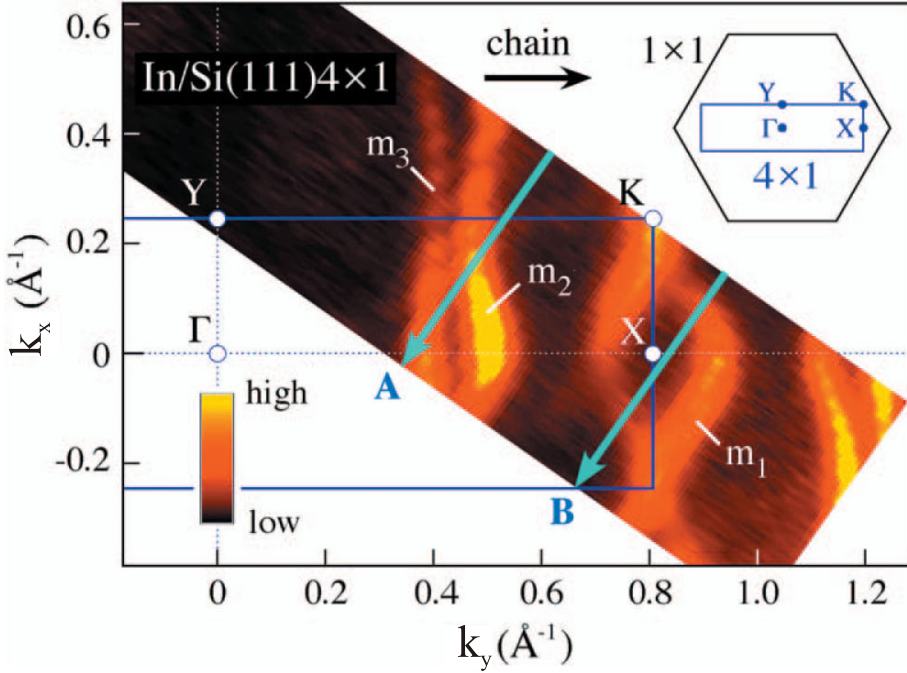 0.6
0.4
0.2
0
-0.2
kₓ (Å⁻¹)
In/Si(111)4×1
chain
1×1
Y
K
Γ
X
4×1
m₃
Y
K
m₂
Γ
X
A
high
low
m₁
B
0
0.2
0.4
0.6
0.8
1.0
1.2
k_y (Å⁻¹)